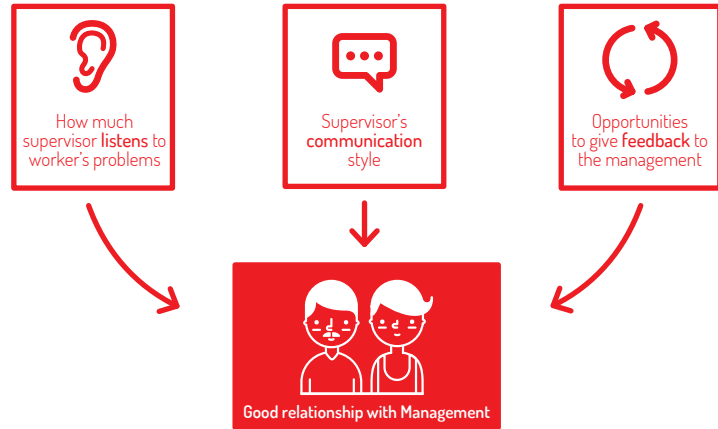 How much
supervisor listens to
worker's problems
Supervisor's
communication
style
Opportunities
to give feedback to
the management
Good relationship with Management